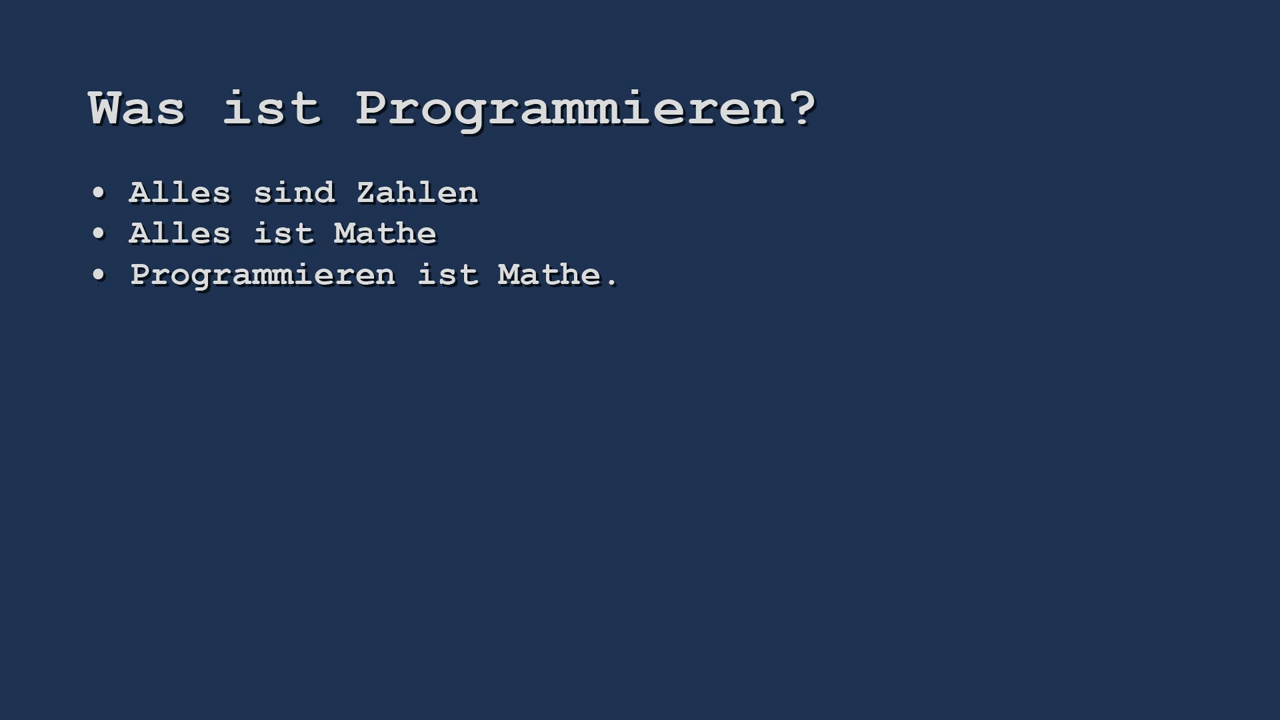 Was ist Programmieren?
• Alles sind Zahlen
• Alles ist Mathe
• Programmieren ist Mathe.